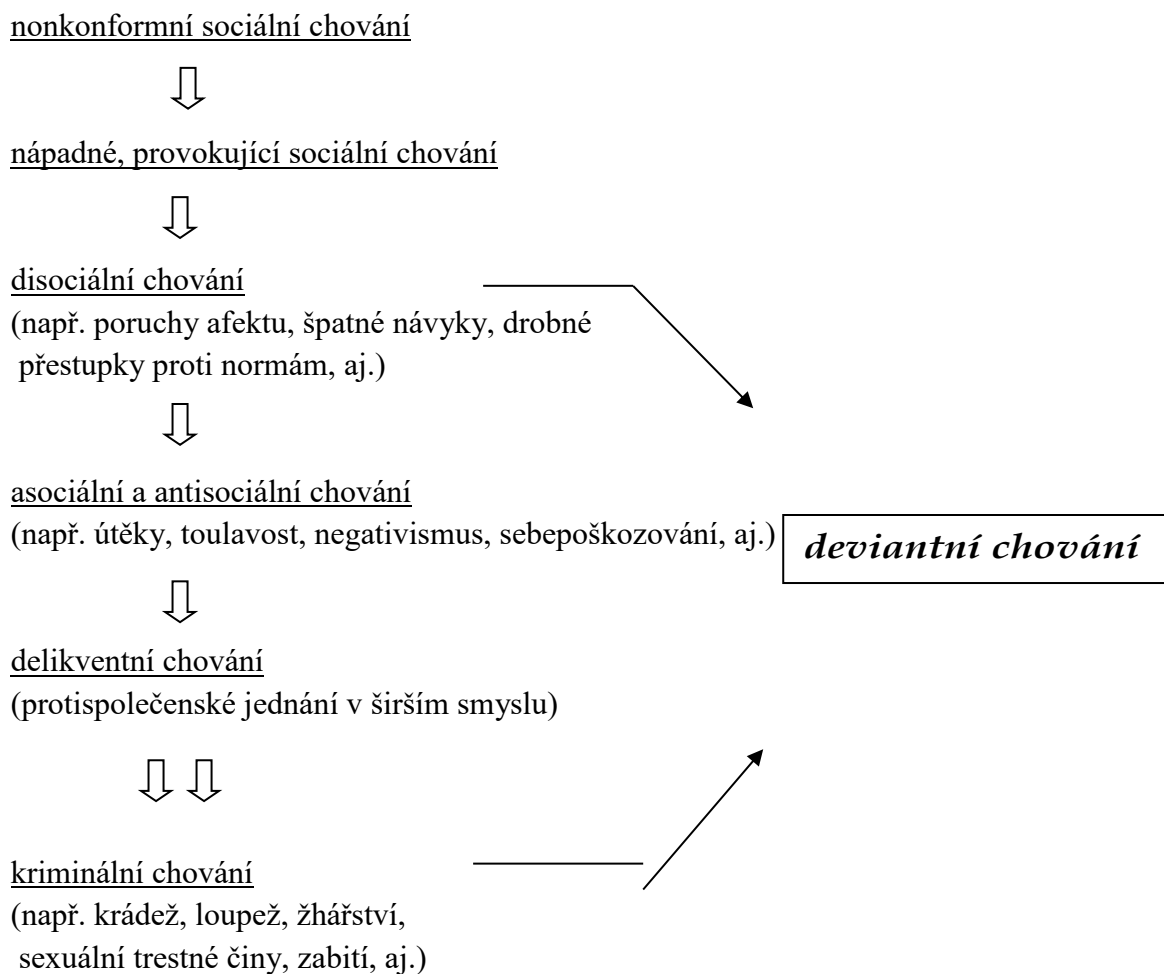 nonkonformní sociální chování
nápadné, provokující sociální chování
disociální chování
(např. poruchy afektu, špatné návyky, drobné
přestupky proti normám, aj.)
asociální a antisociální chování
(např. útěky, toulavost, negativismus, sebepoškozování, aj.)
deviantní chování
delikventní chování
(protispolečenské jednání v širším smyslu)
kriminální chování
(např. krádež, loupež, žhářství,
sexuální trestné činy, zabití, aj.)